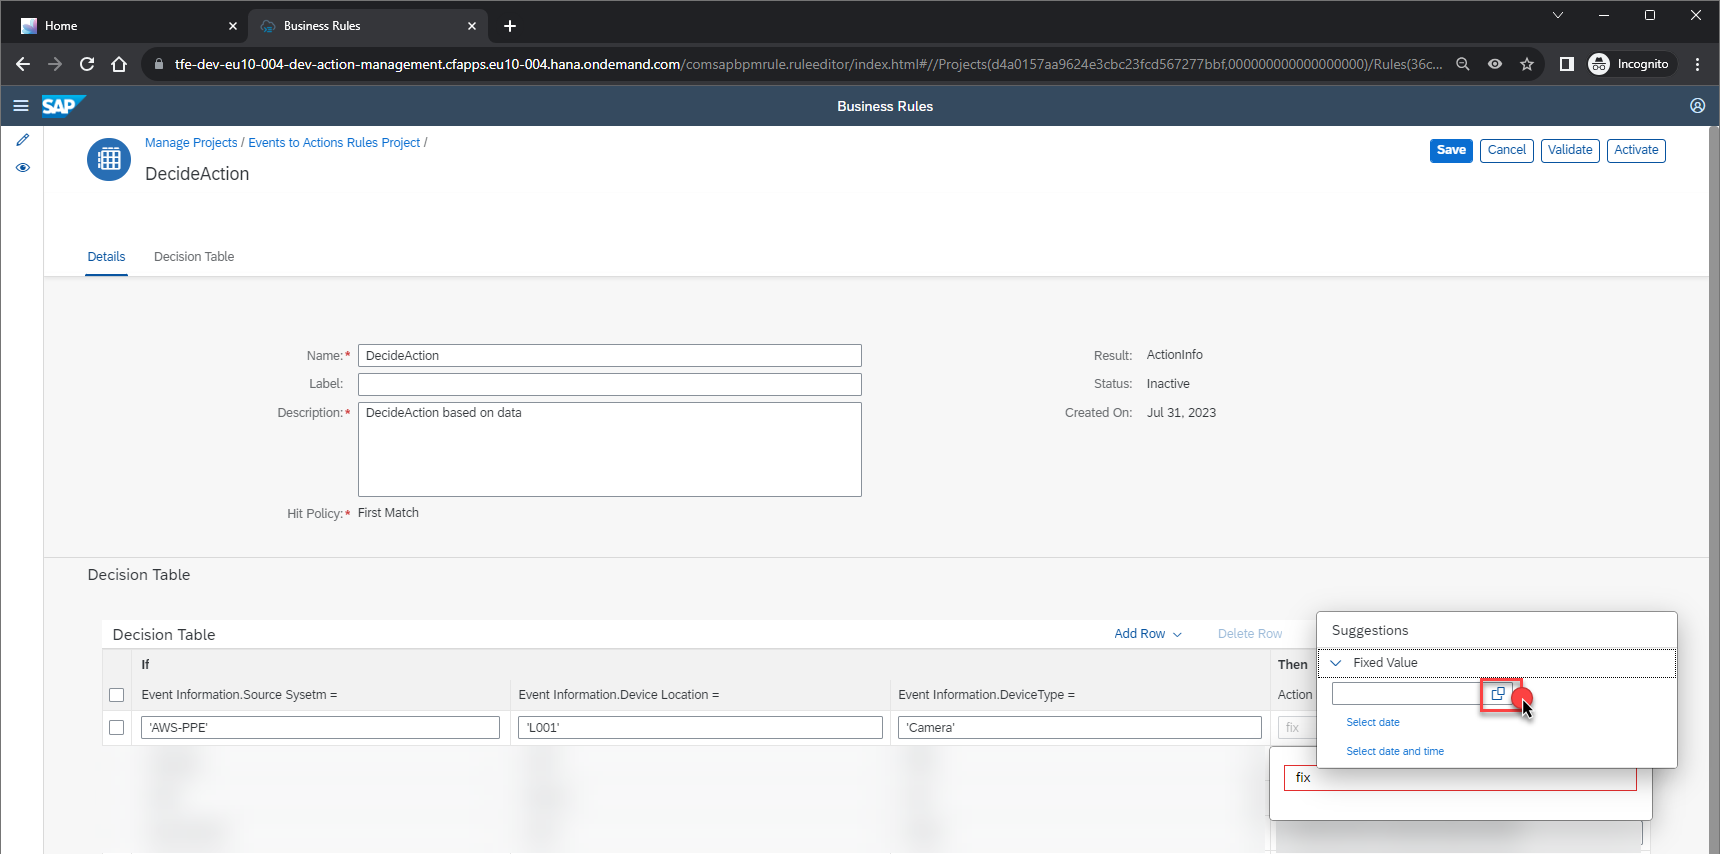 Home
Business Rules
tfe-dev-eu10-004-dev-action-management.cfapps.eu10-004.hana.ondemand.com/comsapbpmrule.ruleeditor/index.html#//Projects(d4a0157aa9624e3cbc23fcd567277bbf,000000000000000000)/Rules(36c...
Incognito
SAP
Business Rules
Manage Projects / Events to Actions Rules Project /
DecideAction
Save
Cancel
Validate
Activate
Details
Decision Table
Name:*
DecideAction
Result:
ActionInfo
Label:
Status:
Inactive
Description:*
DecideAction based on data
Created On:
Jul 31, 2023
Hit Policy:*
First Match
Decision Table
Decision Table
Add Row
Delete Row
If
Then
Event Information.Source Sysetm =
Event Information.Device Location =
Event Information.DeviceType =
Action
'AWS-PPE'
'L001'
'Camera'
fix
Suggestions
Fixed Value
Select date
Select date and time
fix